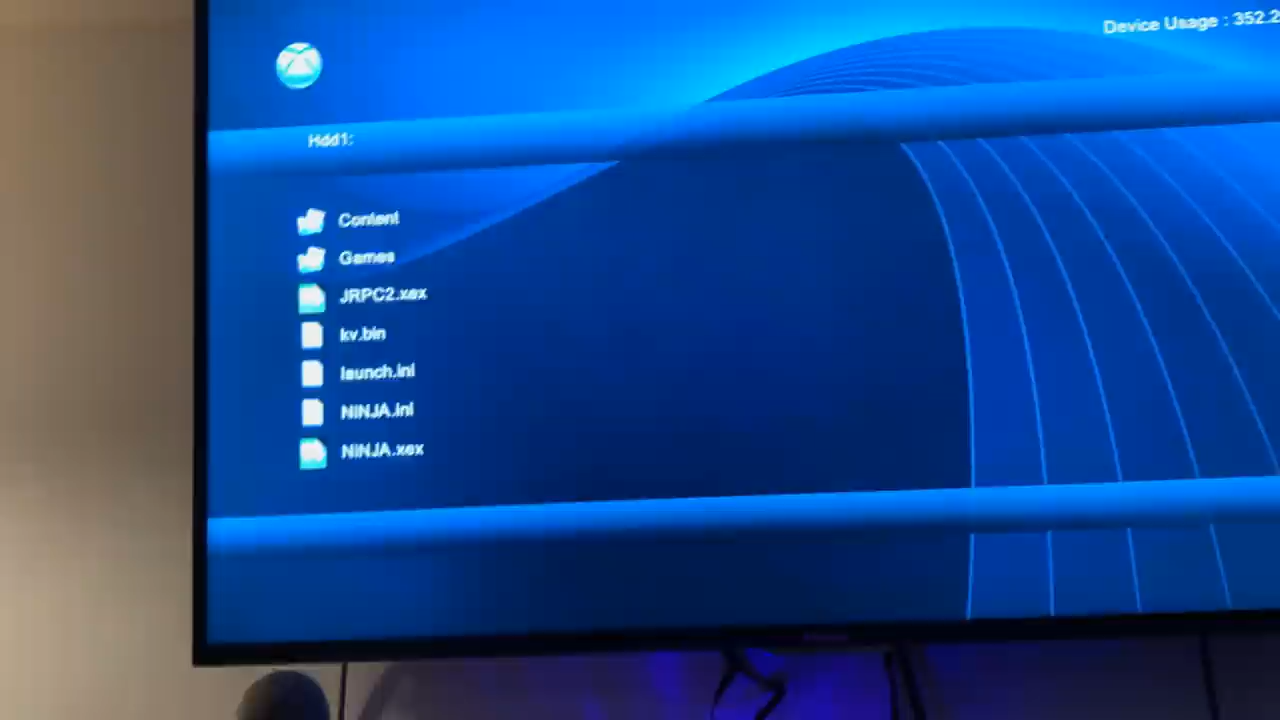 Device Usage : 352.2
Hdd1:
Content
Games
JRPC2.xex
kv.bin
launch.ini
NINJA.ini
NINJA.xex